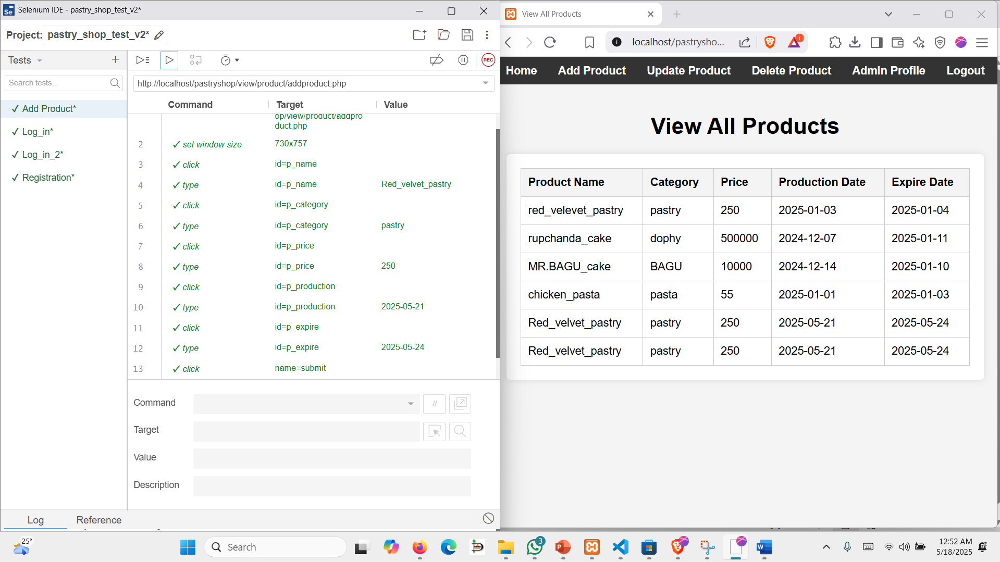 Selenium IDE - pastry_shop_test_v2*
Project: pastry_shop_test_v2*
Tests
Search tests...
✓ Add Product*
✓ Log_in*
✓ Log_in_2*
✓ Registration*
REC
http://localhost/pastryshop/view/product/addproduct.php
Command Target Value
op/view/product/addpro
duct.php
2 ✓ set window size 730x757
3 ✓ click id=p_name
4 ✓ type id=p_name Red_velvet_pastry
5 ✓ click id=p_category
6 ✓ type id=p_category pastry
7 ✓ click id=p_price
8 ✓ type id=p_price 250
9 ✓ click id=p_production
10 ✓ type id=p_production 2025-05-21
11 ✓ click id=p_expire
12 ✓ type id=p_expire 2025-05-24
13 ✓ click name=submit
Command //
Target
Value
Description
Log Reference
View All Products
localhost/pastrysho... 1
Home Add Product Update Product Delete Product Admin Profile Logout
View All Products
Product Name Category Price Production Date Expire Date
red_velevet_pastry pastry 250 2025-01-03 2025-01-04
rupchanda_cake dophy 500000 2024-12-07 2025-01-11
MR.BAGU_cake BAGU 10000 2024-12-14 2025-01-10
chicken_pasta pasta 55 2025-01-01 2025-01-03
Red_velvet_pastry pastry 250 2025-05-21 2025-05-24
Red_velvet_pastry pastry 250 2025-05-21 2025-05-24
25°
Search
3
12:52 AM
5/18/2025